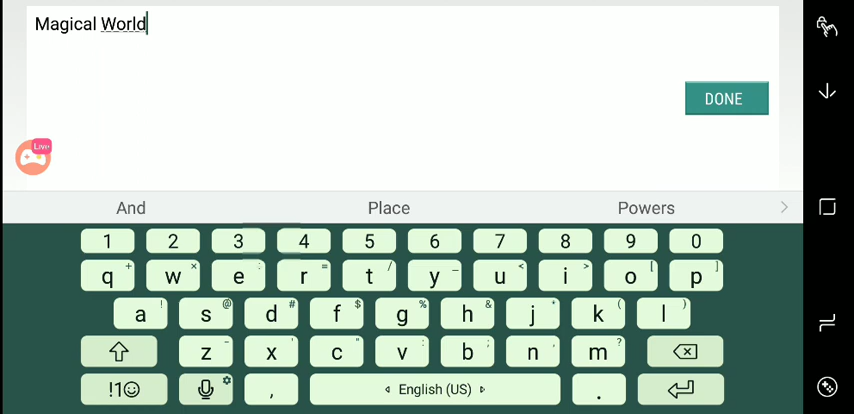 Magical World
DONE
Live
And Place Powers
1 2 3 4 5 6 7 8 9 0
q + w × e : r = t / y _ u < i > o [ p ]
a ! s @ d # f $ g % h & j * k ( l )
z - x ' c " v : b ; n , m ?
!1☺ , English (US) .